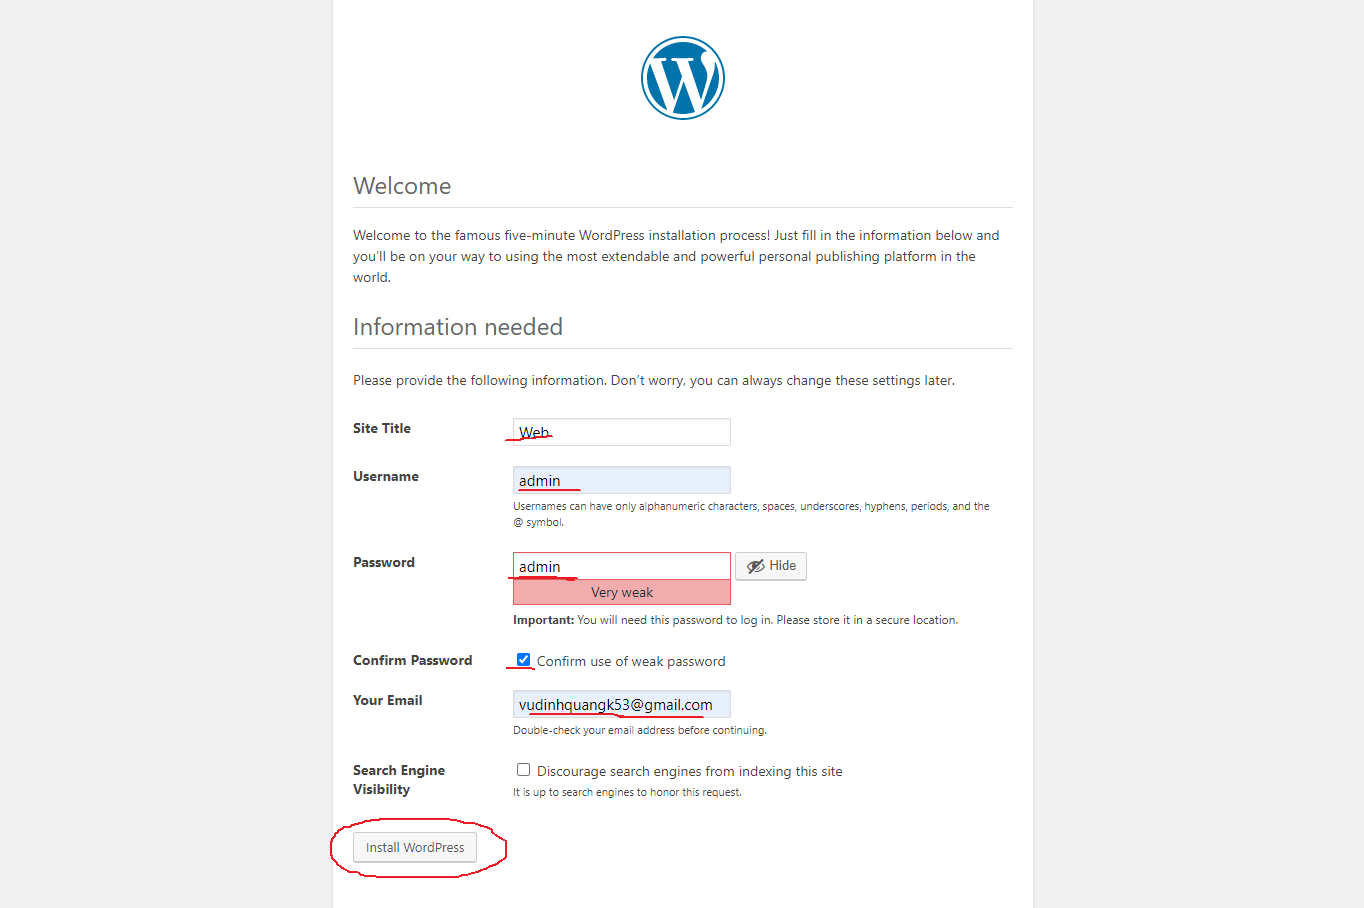 Welcome
Welcome to the famous five-minute WordPress installation process! Just fill in the information below and
you’ll be on your way to using the most extendable and powerful personal publishing platform in the
world.
Information needed
Please provide the following information. Don’t worry, you can always change these settings later.
Site Title
Web
Username
admin
Usernames can have only alphanumeric characters, spaces, underscores, hyphens, periods, and the
@ symbol.
Password
admin
Hide
Very weak
Important: You will need this password to log in. Please store it in a secure location.
Confirm Password
Confirm use of weak password
Your Email
vudinhquangk53@gmail.com
Double-check your email address before continuing.
Search Engine
Visibility
Discourage search engines from indexing this site
It is up to search engines to honor this request.
Install WordPress